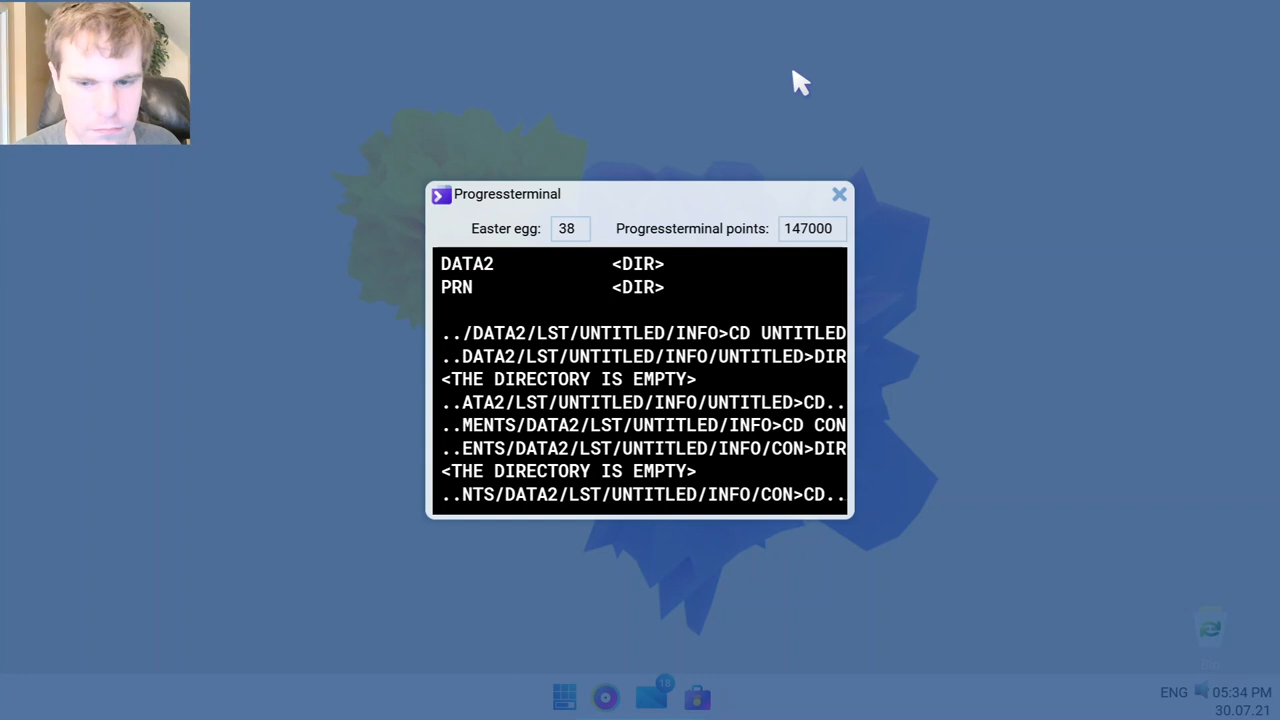 Progressterminal
Easter egg: 38 Progressterminal points: 147000
DATA2 <DIR>
PRN <DIR>
../DATA2/LST/UNTITLED/INFO>CD UNTITLED
..DATA2/LST/UNTITLED/INFO/UNTITLED>DIR
<THE DIRECTORY IS EMPTY>
..ATA2/LST/UNTITLED/INFO/UNTITLED>CD..
..MENTS/DATA2/LST/UNTITLED/INFO>CD CON
..ENTS/DATA2/LST/UNTITLED/INFO/CON>DIR
<THE DIRECTORY IS EMPTY>
..NTS/DATA2/LST/UNTITLED/INFO/CON>CD..
Bin
18
ENG 05:34 PM
30.07.21